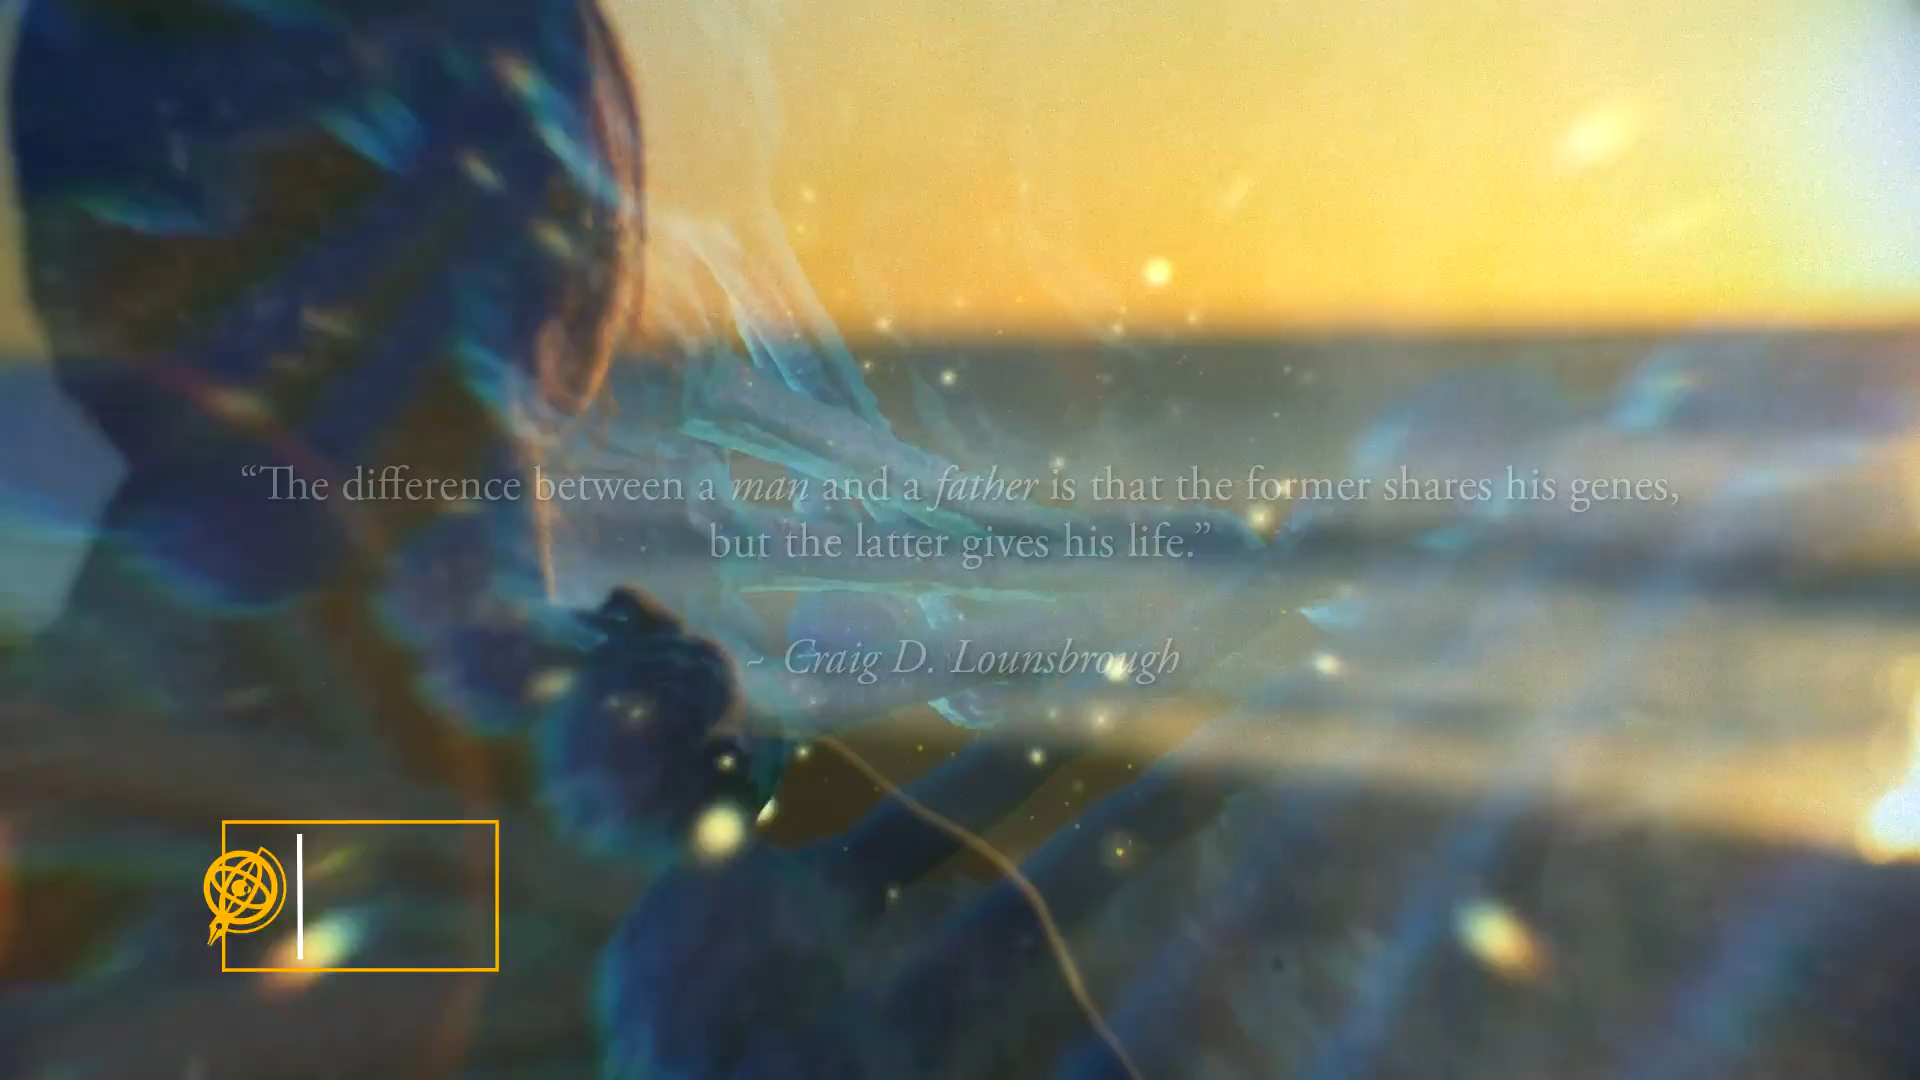 “The difference between a man and a father is that the former shares his genes,
but the latter gives his life.”
~ Craig D. Lounsbrough